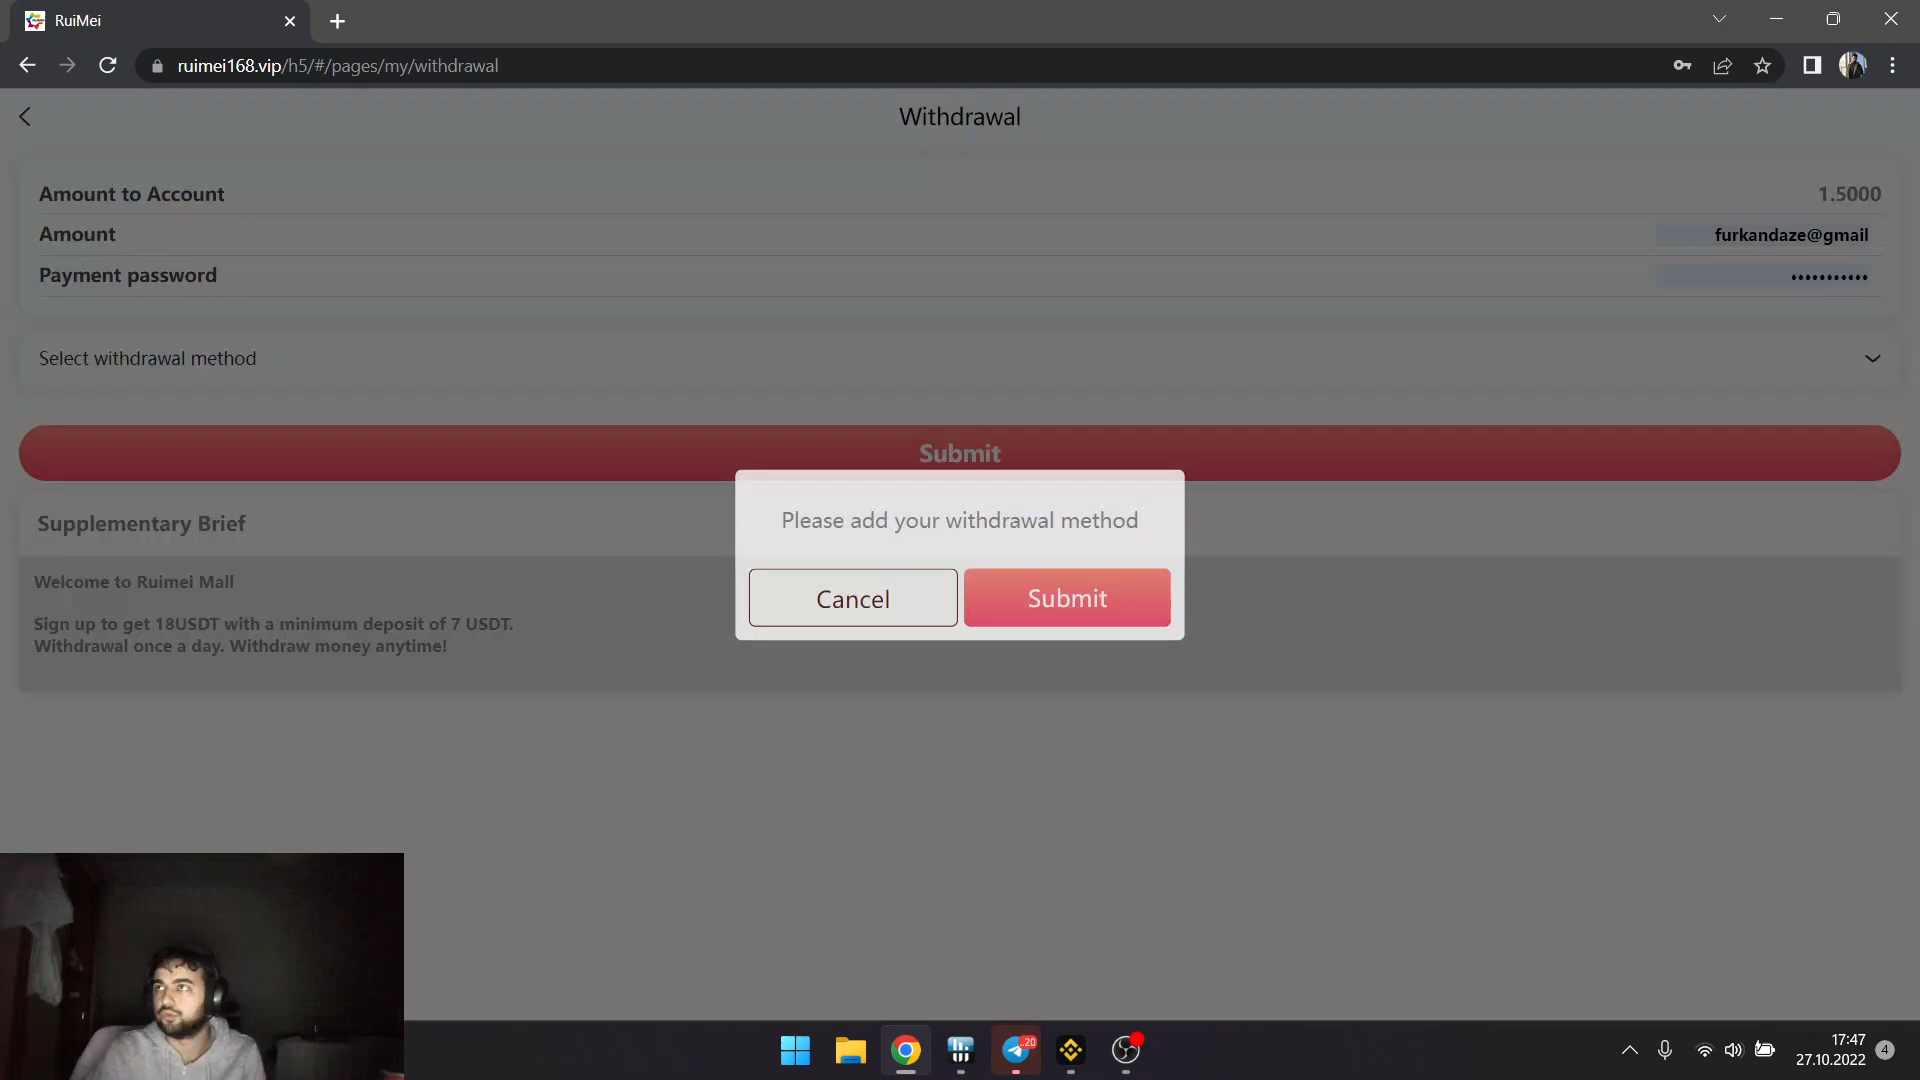 RuiMei
ruimei168.vip/h5/#/pages/my/withdrawal
Withdrawal
Amount to Account 1.5000
Amount furkandaze@gmail
Payment password •••••••••••
Select withdrawal method
Submit
Please add your withdrawal method
Cancel Submit
Supplementary Brief
Welcome to Ruimei Mall
Sign up to get 18USDT with a minimum deposit of 7 USDT.
Withdrawal once a day. Withdraw money anytime!
..20
17:47
27.10.2022
4